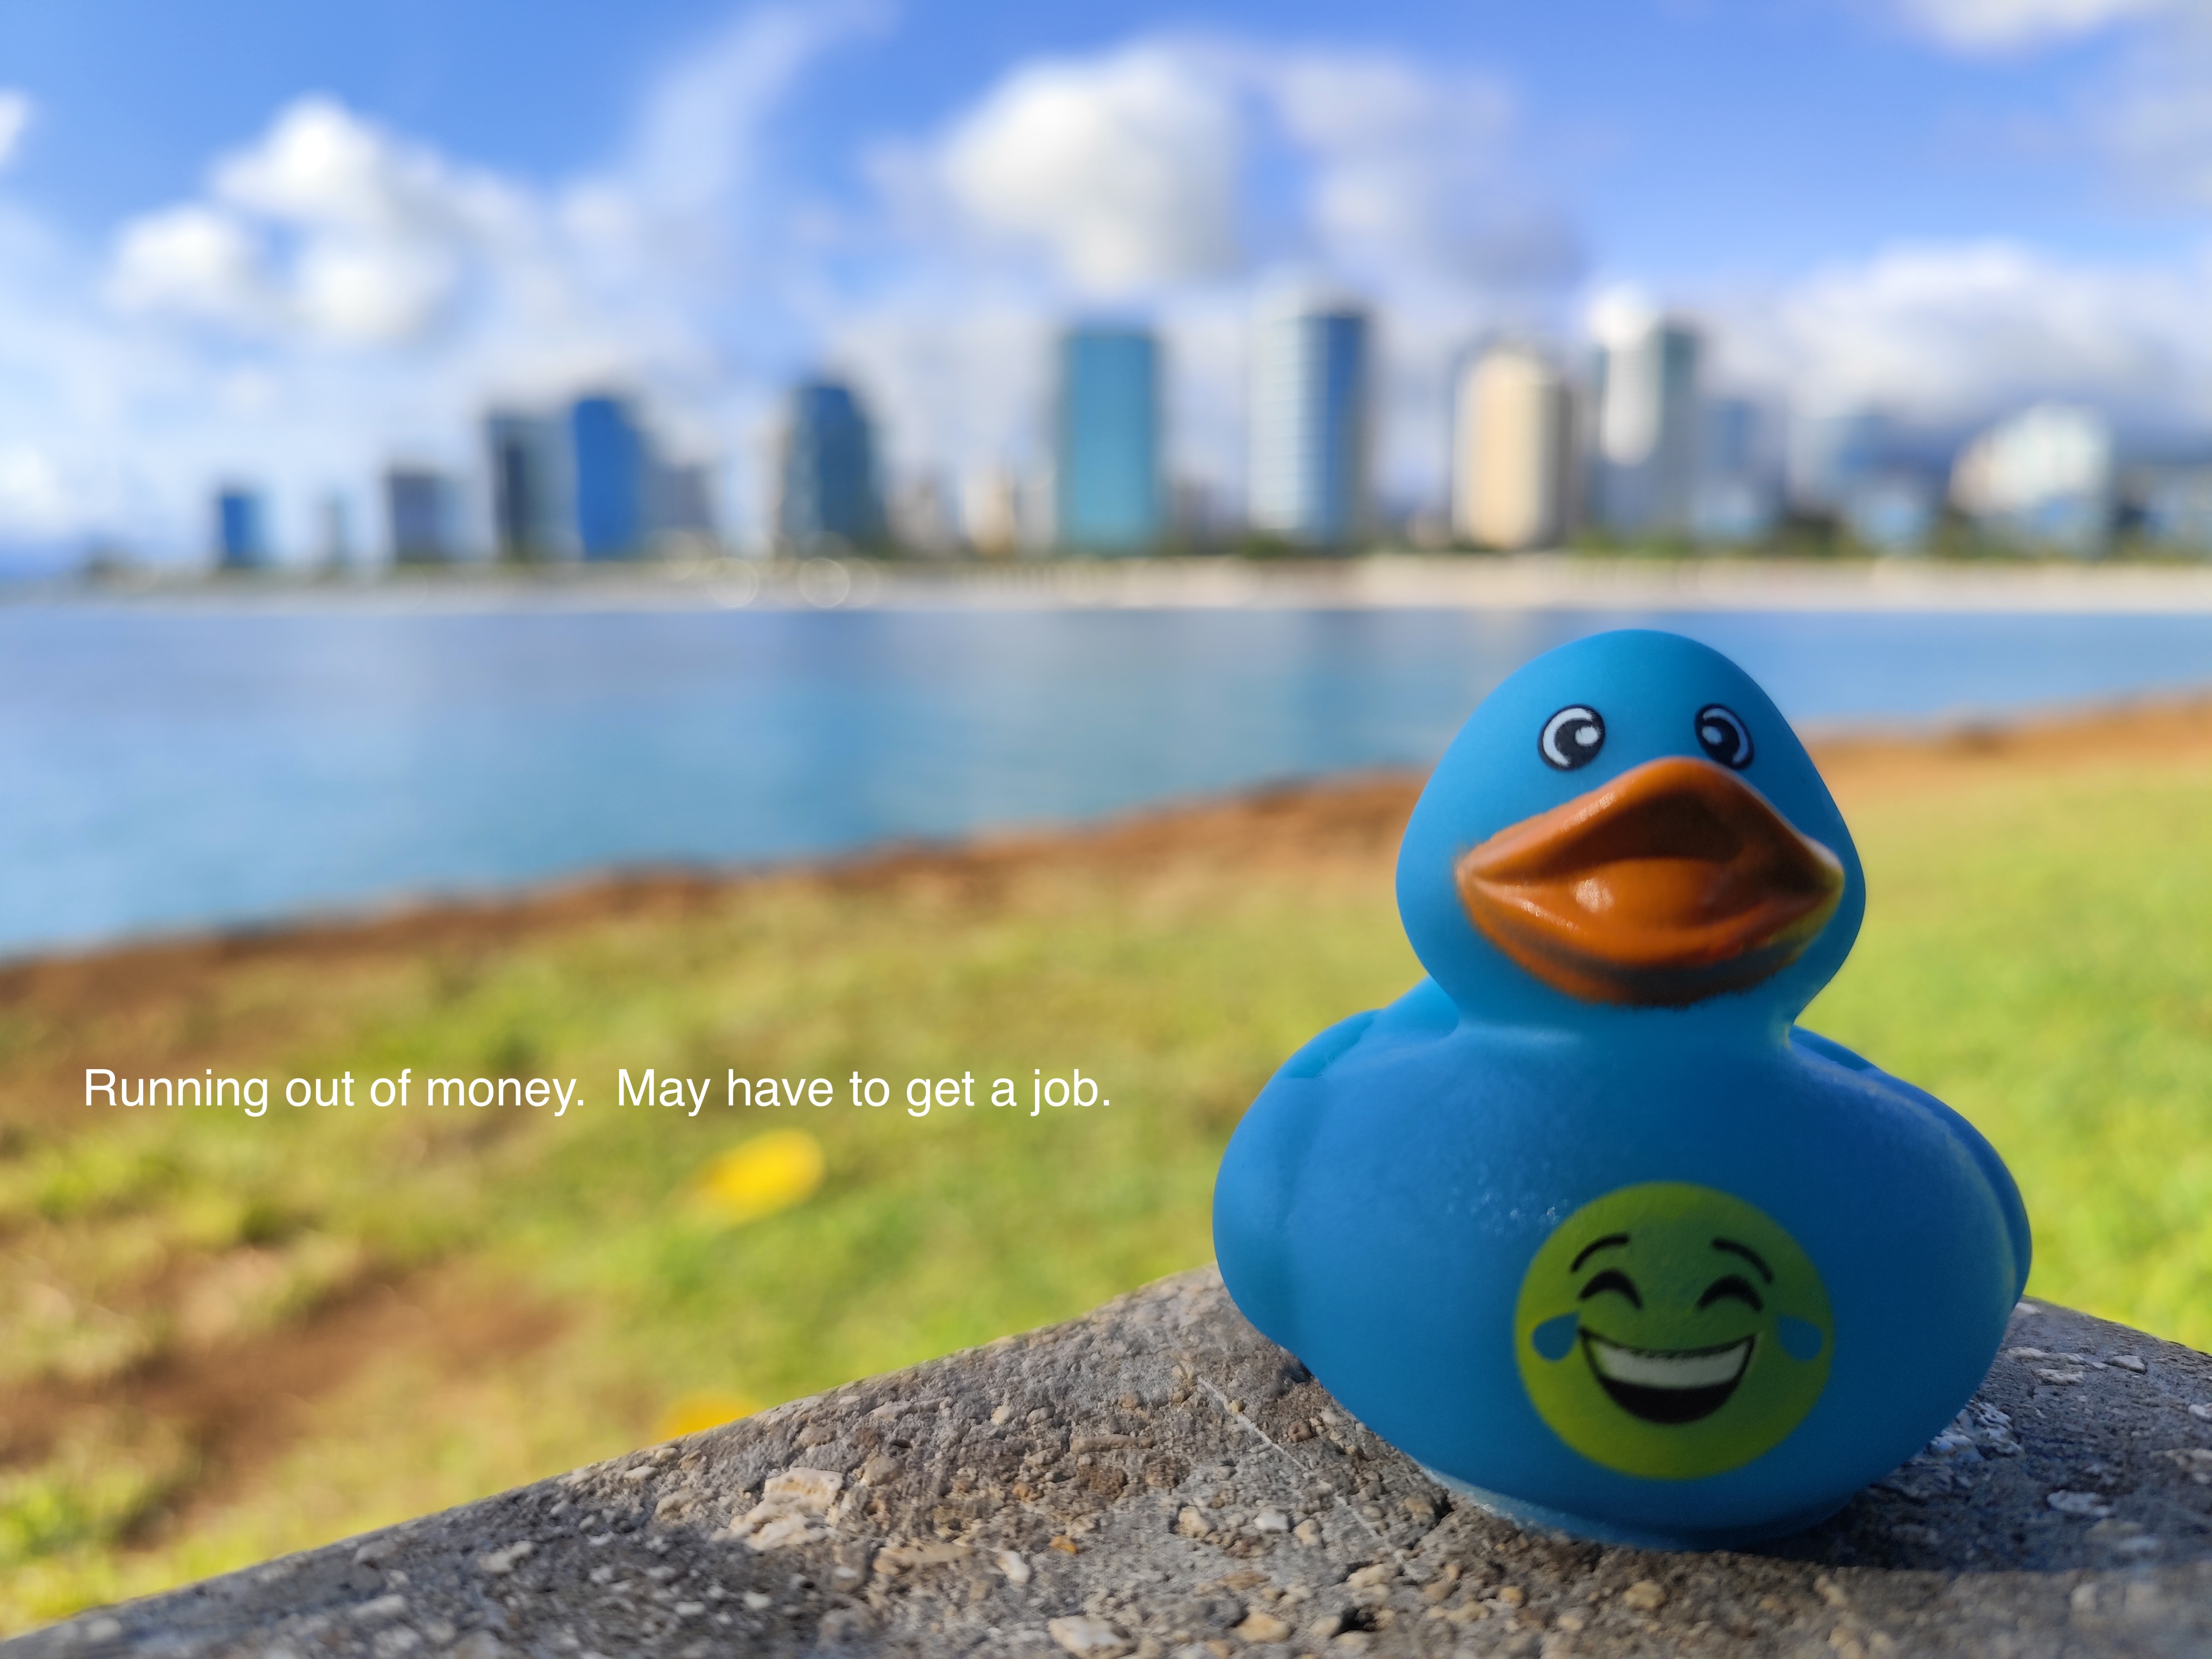 Running out of money.  May have to get a job.